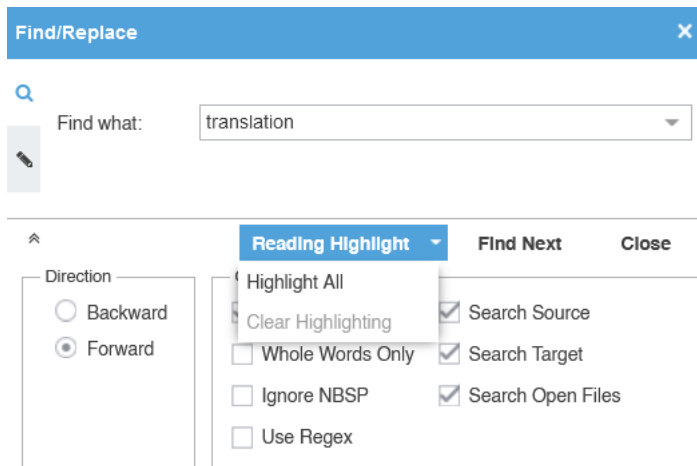 Find/Replace
Find what: translation
Reading Highlight Find Next Close
Direction
Highlight All
Backward
Clear Highlighting
Search Source
Forward
Whole Words Only
Search Target
Ignore NBSP
Search Open Files
Use Regex